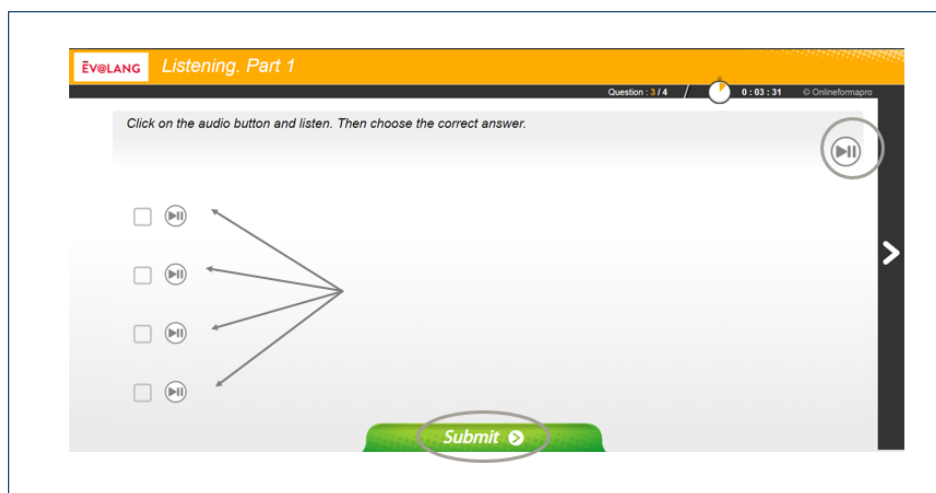 ĒV@LANG
Listening. Part 1
Question : 3 / 4
0 : 03 : 31
© Onlineformapro
Click on the audio button and listen. Then choose the correct answer.
Submit